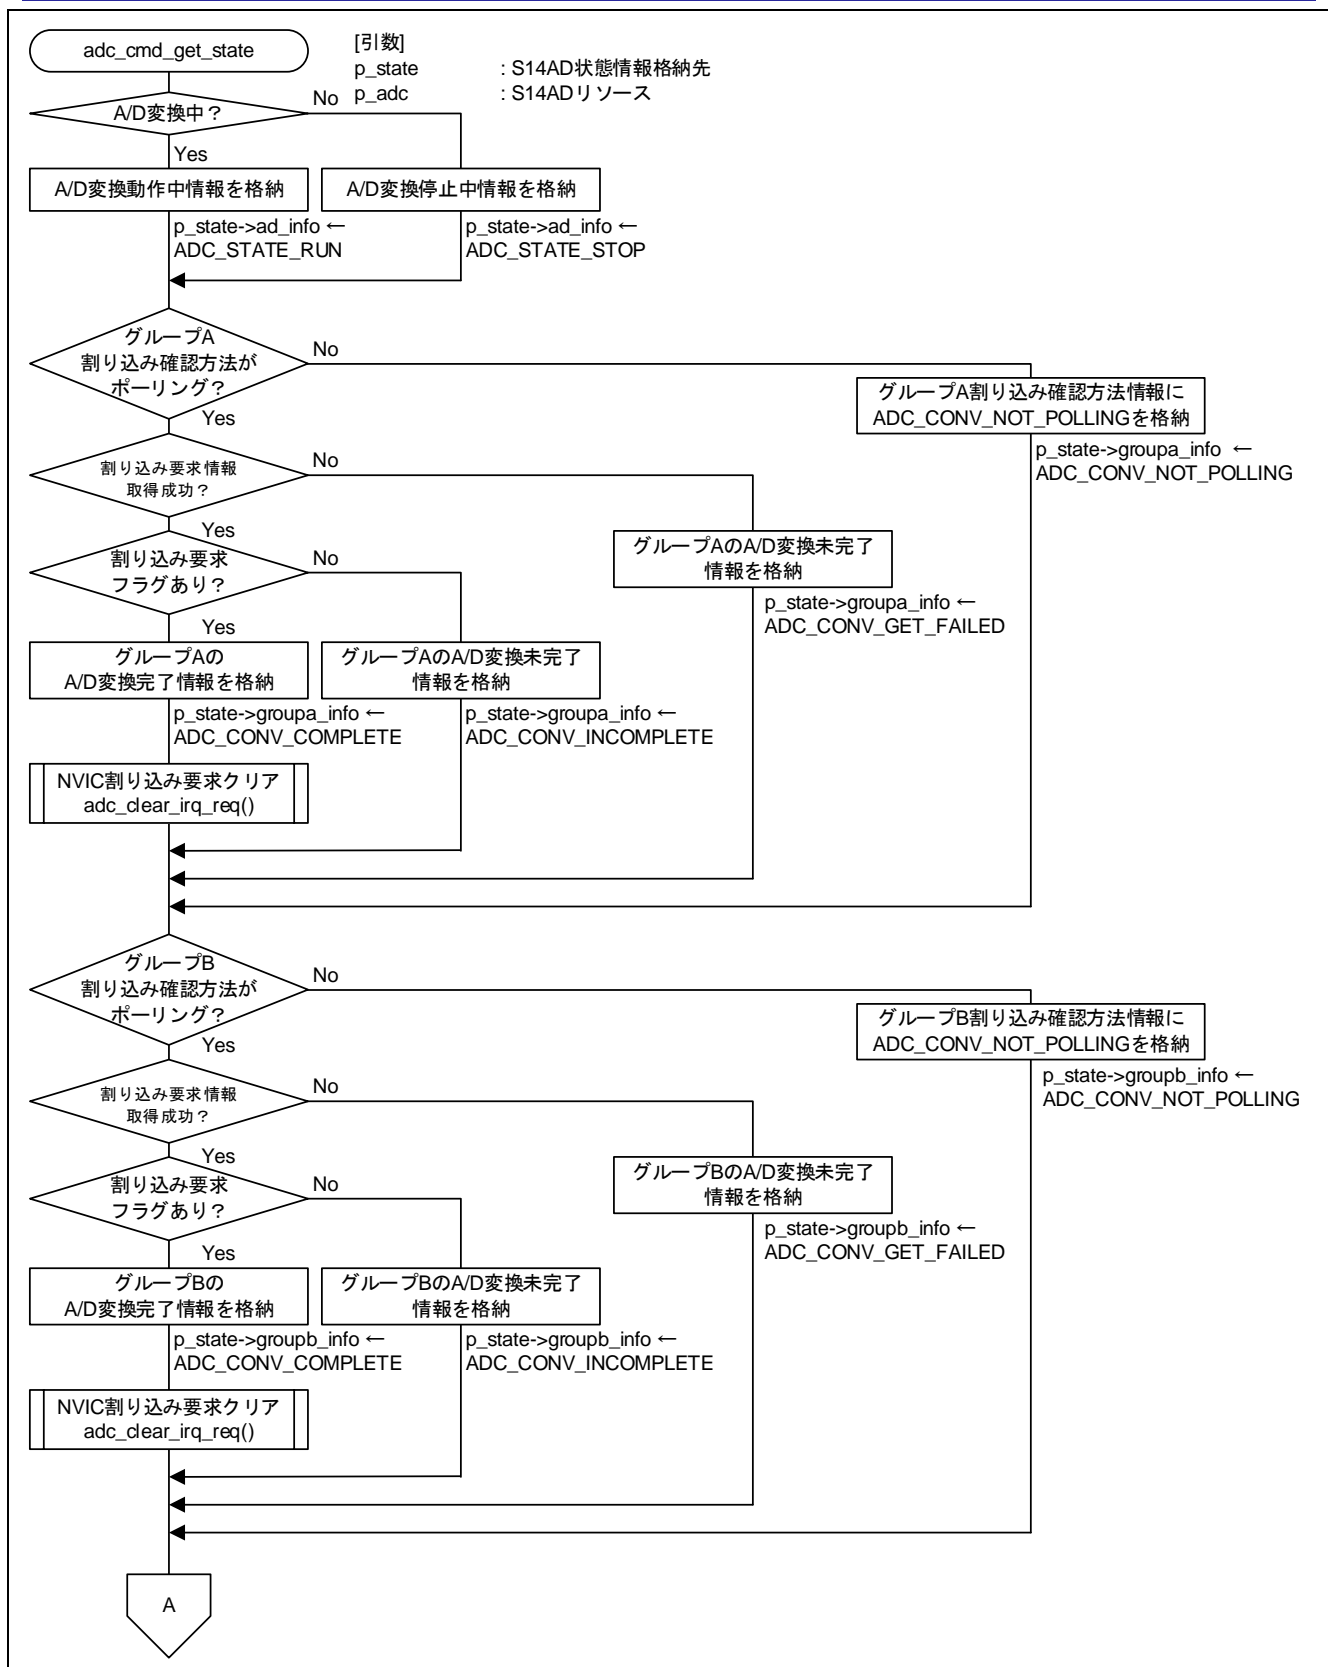 adc_cmd_get_state
[引数]
p_state : S14AD状態情報格納先
p_adc : S14ADリソース
A/D変換中？
No
Yes
A/D変換動作中情報を格納
A/D変換停止中情報を格納
p_state->ad_info ←
ADC_STATE_RUN
p_state->ad_info ←
ADC_STATE_STOP
グループA
割り込み確認方法が
ポーリング？
No
Yes
グループA割り込み確認方法情報に
ADC_CONV_NOT_POLLINGを格納
p_state->groupa_info ←
ADC_CONV_NOT_POLLING
割り込み要求情報
取得成功？
No
Yes
グループAのA/D変換未完了
情報を格納
p_state->groupa_info ←
ADC_CONV_GET_FAILED
割り込み要求
フラグあり？
No
Yes
グループAの
A/D変換完了情報を格納
グループAのA/D変換未完了
情報を格納
p_state->groupa_info ←
ADC_CONV_COMPLETE
p_state->groupa_info ←
ADC_CONV_INCOMPLETE
NVIC割り込み要求クリア
adc_clear_irq_req()
グループB
割り込み確認方法が
ポーリング？
No
Yes
グループB割り込み確認方法情報に
ADC_CONV_NOT_POLLINGを格納
p_state->groupb_info ←
ADC_CONV_NOT_POLLING
割り込み要求情報
取得成功？
No
Yes
グループBのA/D変換未完了
情報を格納
p_state->groupb_info ←
ADC_CONV_GET_FAILED
割り込み要求
フラグあり？
No
Yes
グループBの
A/D変換完了情報を格納
グループBのA/D変換未完了
情報を格納
p_state->groupb_info ←
ADC_CONV_COMPLETE
p_state->groupb_info ←
ADC_CONV_INCOMPLETE
NVIC割り込み要求クリア
adc_clear_irq_req()
A